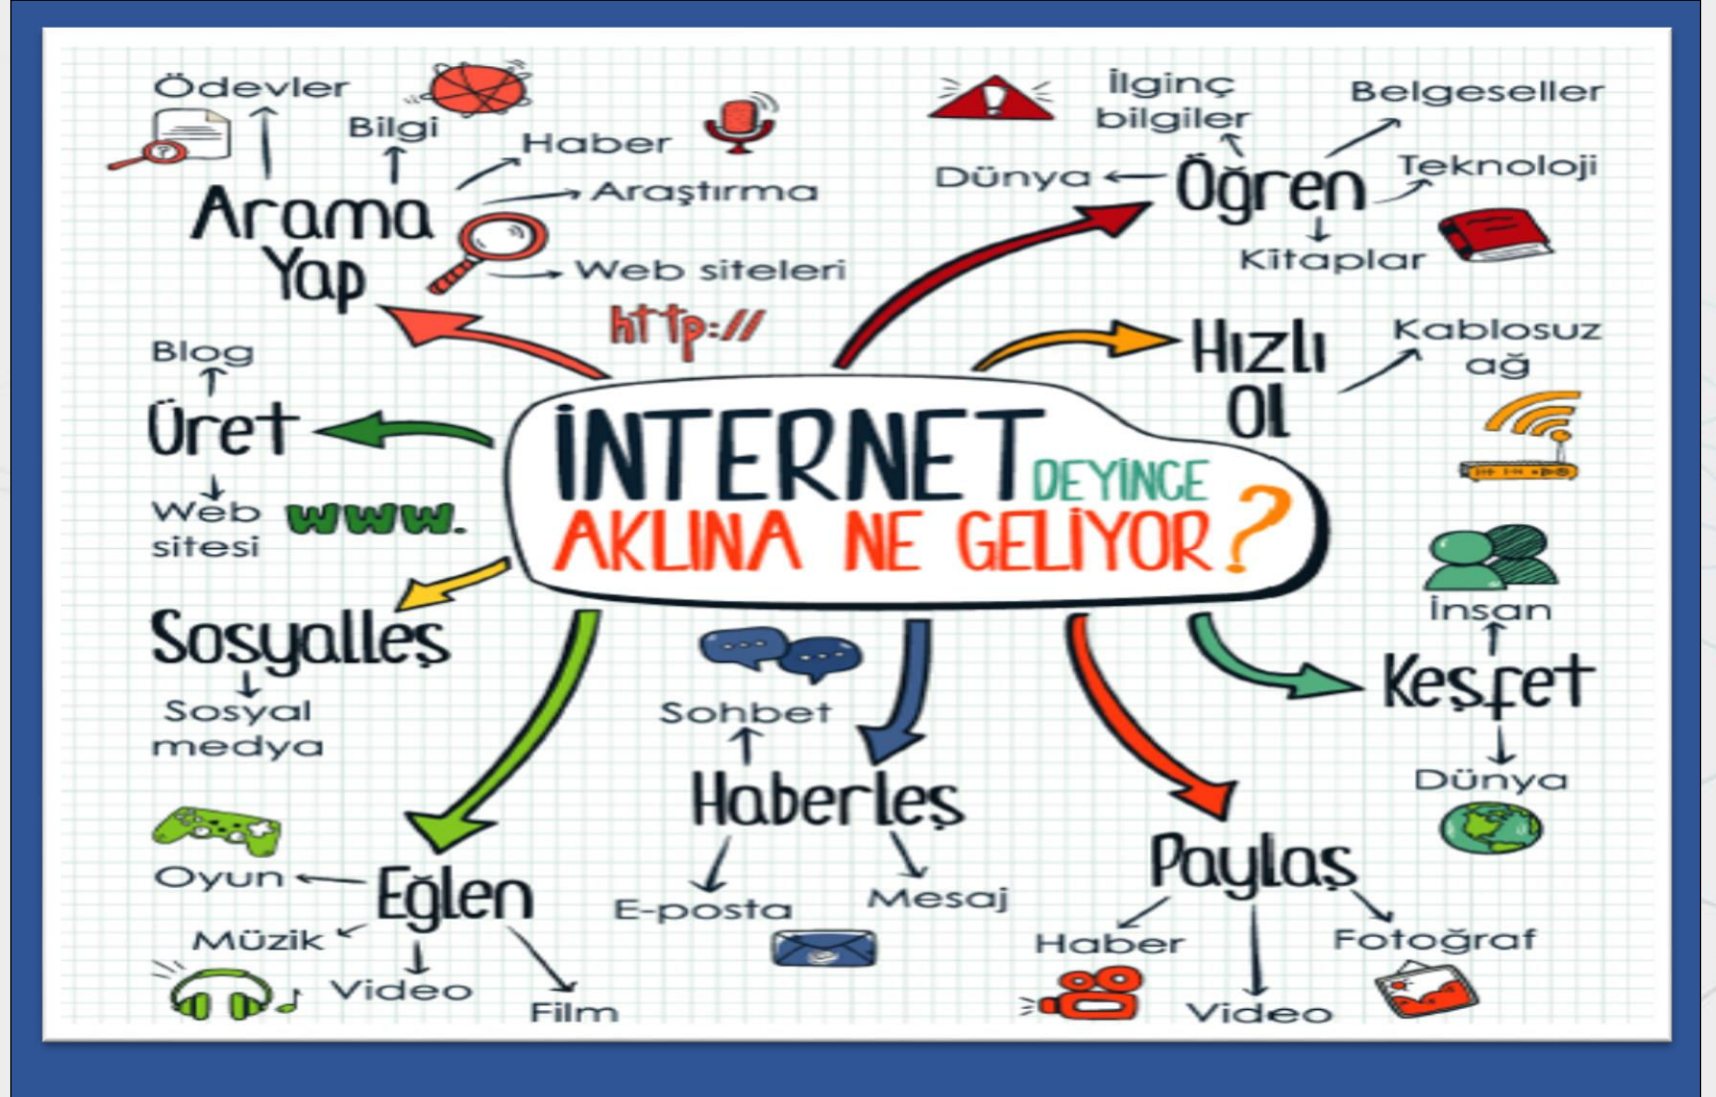 Ödevler
Bilgi
Haber
Araştırma
Arama
Yap
Web siteleri
http://
İlginç
bilgiler
Belgeseller
Dünya
Öğren
Teknoloji
Kitaplar
Hızlı
Ol
Kablosuz
ağ
Blog
Üret
Web
sitesi
www.
İNTERNET DEYİNCE
AKLINA NE GELİYOR?
İnsan
Keşfet
Dünya
Sosyalleş
Sosyal
medya
Sohbet
Haberleş
E-posta
Mesaj
Oyun
Eğlen
Müzik
Video
Film
Paylaş
Haber
Video
Fotoğraf